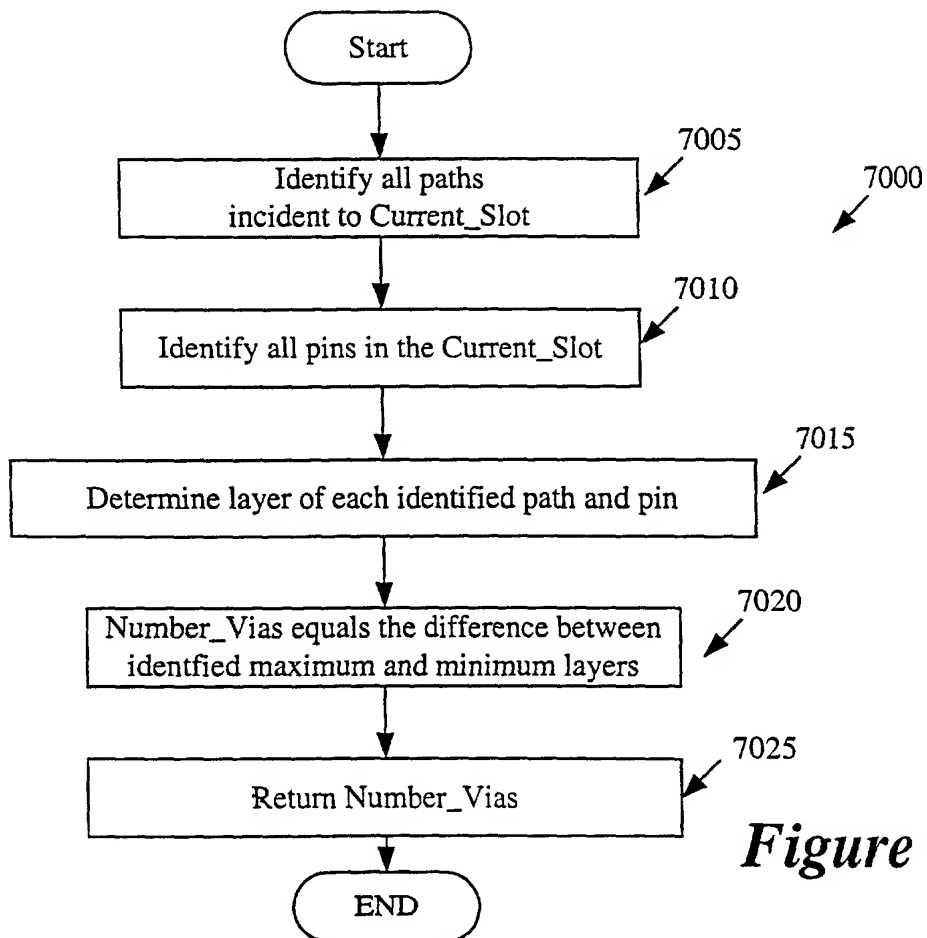 Start
7005
Identify all paths
incident to Current_Slot
7000
7010
Identify all pins in the Current_Slot
7015
Determine layer of each identified path and pin
7020
Number_Vias equals the difference between
identfied maximum and minimum layers
7025
Return Number_Vias
Figure
END